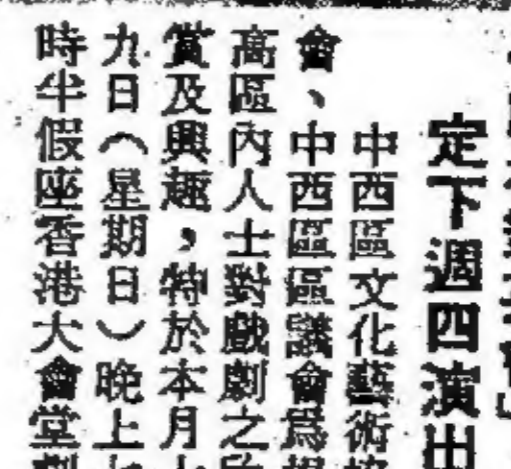 定下週四演出
中西區文化藝術
會、中西區區議會爲
高區內人士對戲劇之
賞及興趣，特於本月
九日（星期日）晚上
時半假座香港大會堂